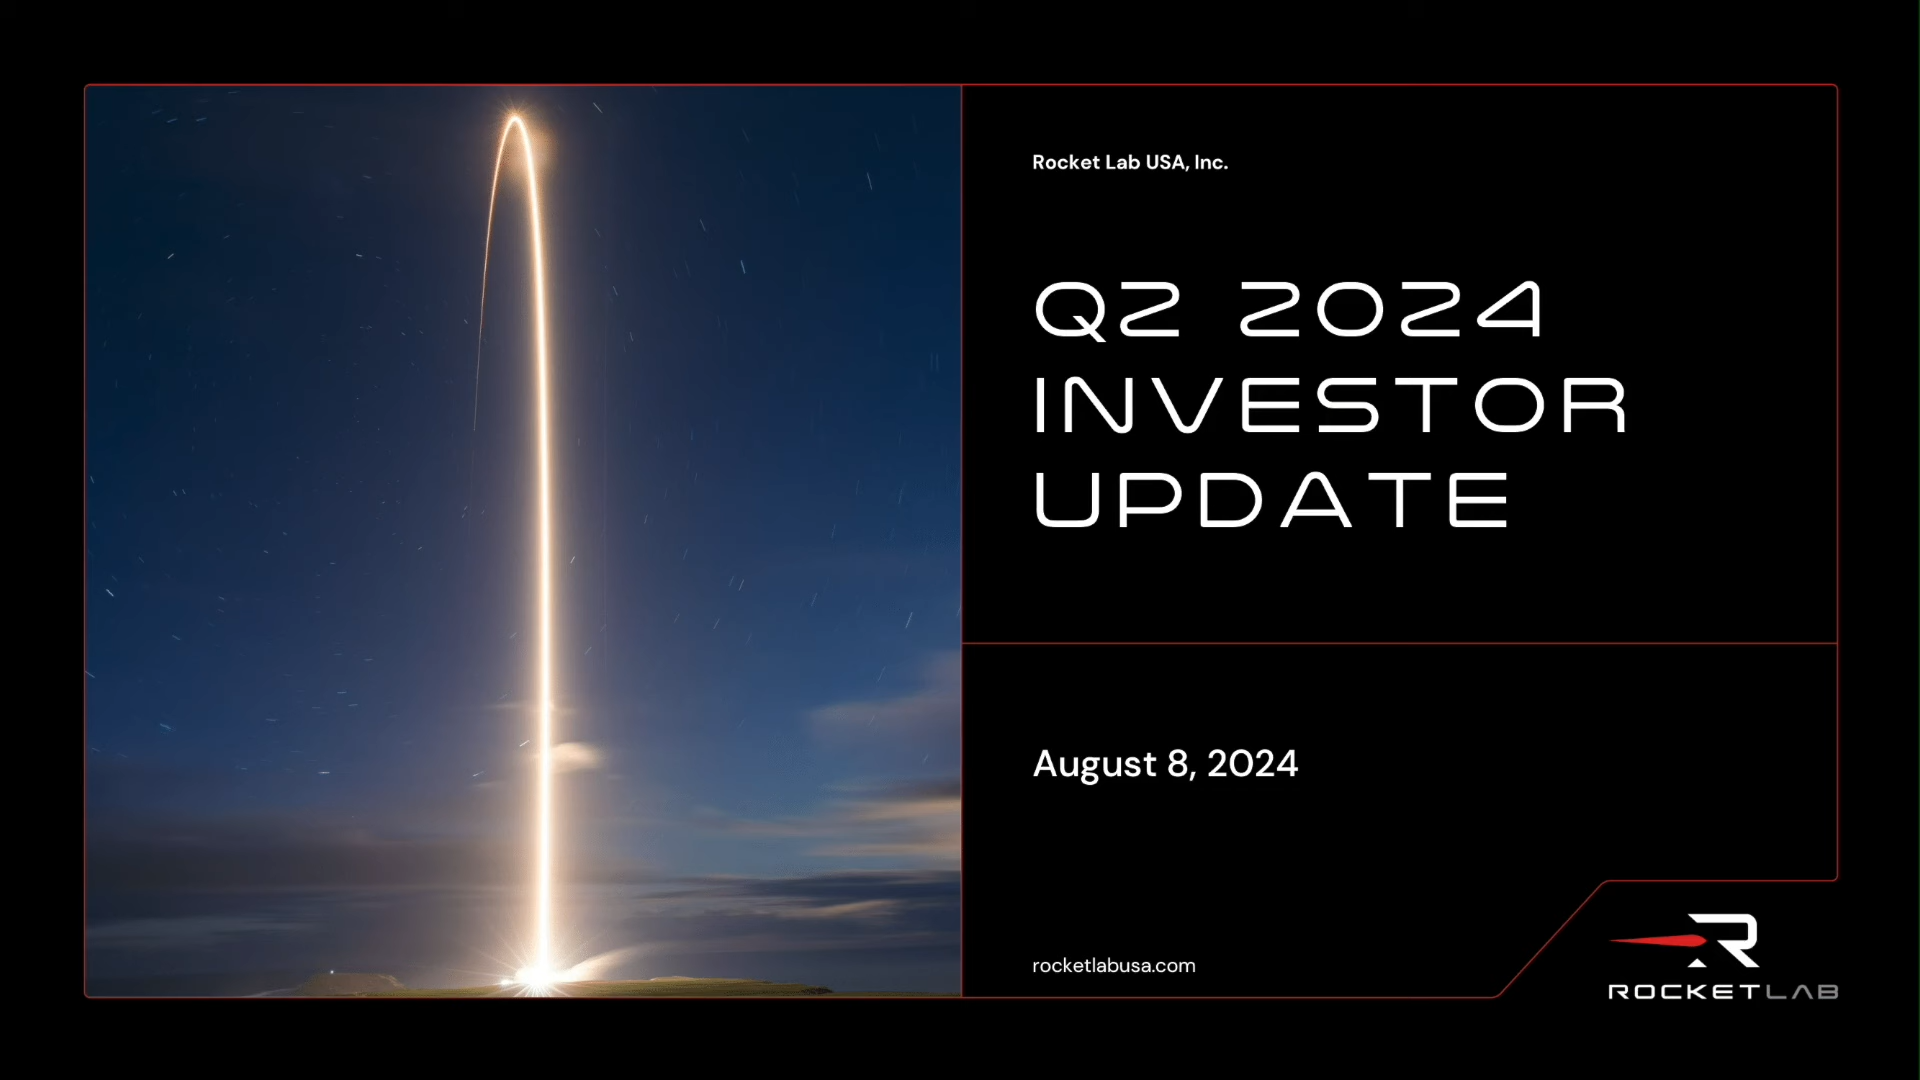 Rocket Lab USA, Inc.
Q2 2024
INVESTOR
UPDATE
August 8, 2024
rocketlabusa.com
ROCKETLAB